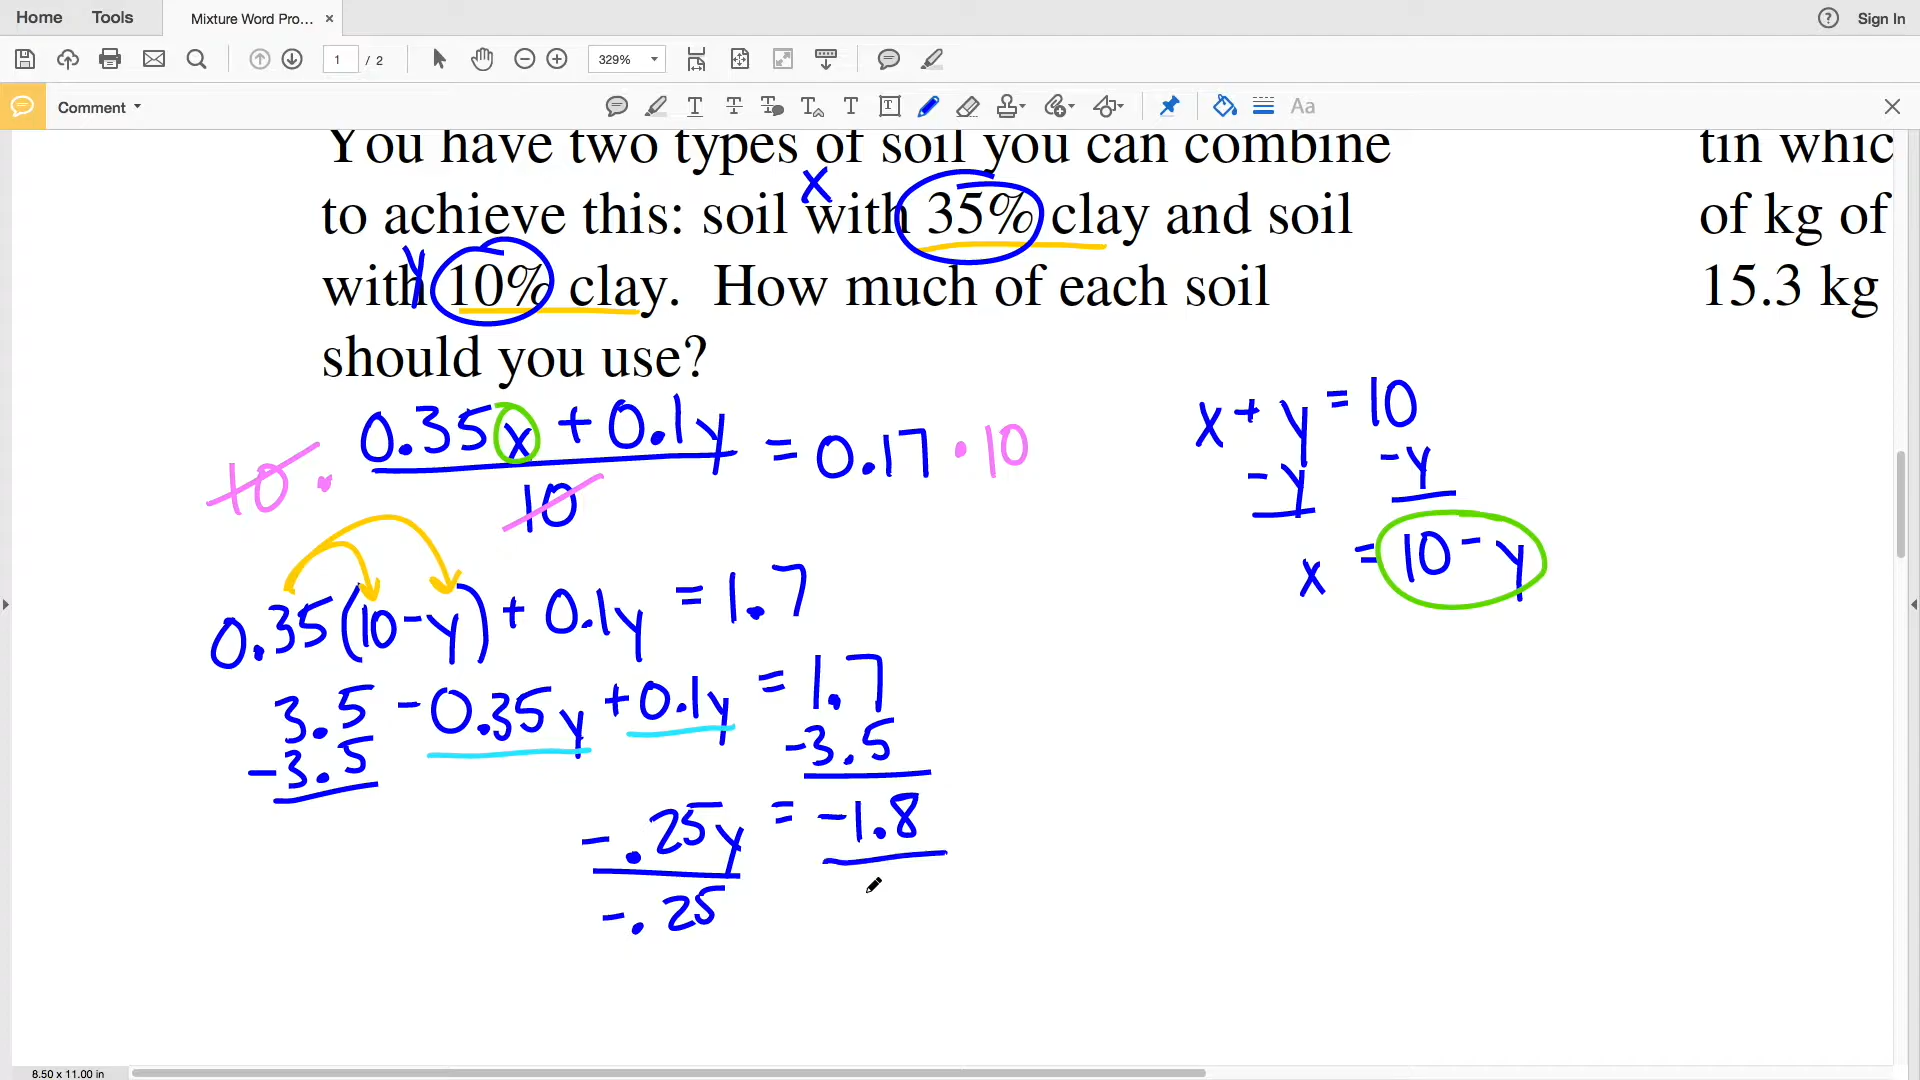 Home Tools Mixture Word Pro... × ? Sign In
1 / 2 329%
Comment T T T T T T Aa
You have two types of soil you can combine
x
to achieve this: soil with 35% clay and soil
y
with 10% clay. How much of each soil
should you use?
tin whic
of kg of
15.3 kg
10 · 0.35x + 0.1y = 0.17 · 10
10
0.35(10-y) + 0.1y = 1.7
3.5 - 0.35y + 0.1y = 1.7
-3.5 -3.5
-.25y = -1.8
-.25
x + y = 10
-y -y
x = 10 - y
8.50 x 11.00 in